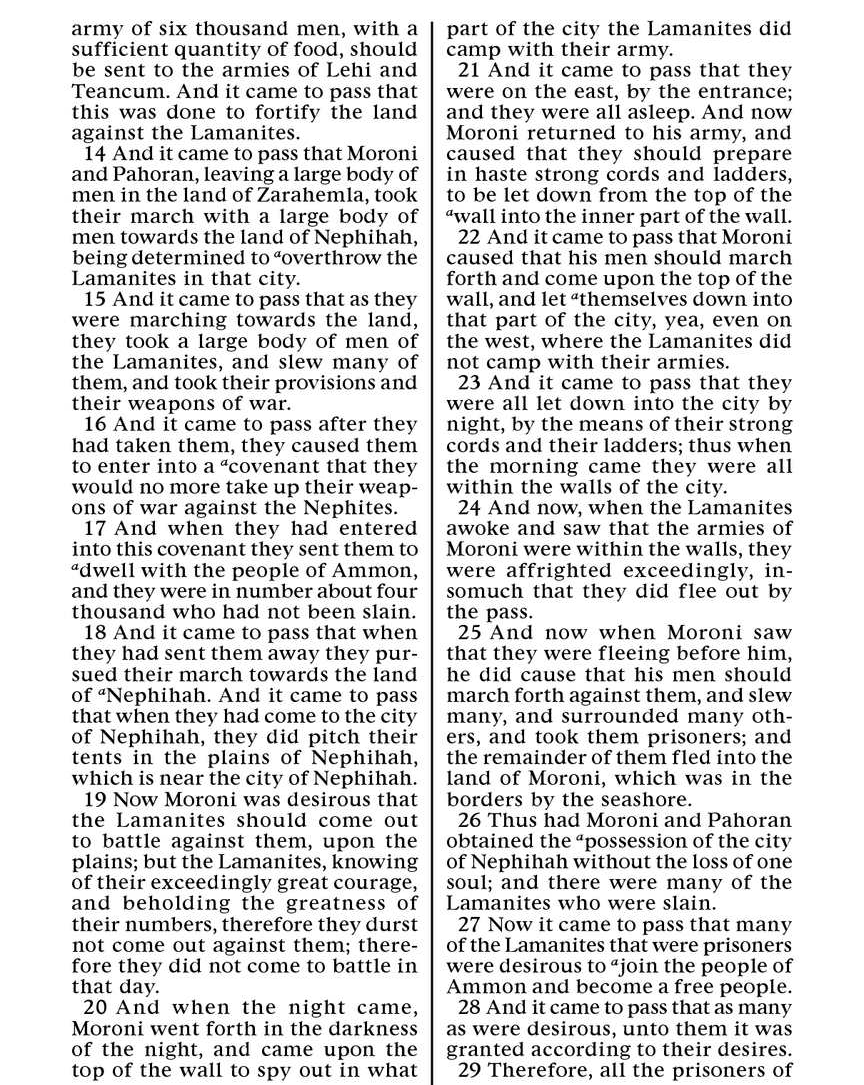 army of six thousand men, with a
sufficient quantity of food, should
be sent to the armies of Lehi and
Teancum. And it came to pass that
this was done to fortify the land
against the Lamanites.
14 And it came to pass that Moroni
and Pahoran, leaving a large body of
men in the land of Zarahemla, took
their march with a large body of
men towards the land of Nephihah,
being determined to ᵃoverthrow the
Lamanites in that city.
15 And it came to pass that as they
were marching towards the land,
they took a large body of men of
the Lamanites, and slew many of
them, and took their provisions and
their weapons of war.
16 And it came to pass after they
had taken them, they caused them
to enter into a ᵃcovenant that they
would no more take up their weap-
ons of war against the Nephites.
17 And when they had entered
into this covenant they sent them to
ᵃdwell with the people of Ammon,
and they were in number about four
thousand who had not been slain.
18 And it came to pass that when
they had sent them away they pur-
sued their march towards the land
of ᵃNephihah. And it came to pass
that when they had come to the city
of Nephihah, they did pitch their
tents in the plains of Nephihah,
which is near the city of Nephihah.
19 Now Moroni was desirous that
the Lamanites should come out
to battle against them, upon the
plains; but the Lamanites, knowing
of their exceedingly great courage,
and beholding the greatness of
their numbers, therefore they durst
not come out against them; there-
fore they did not come to battle in
that day.
20 And when the night came,
Moroni went forth in the darkness
of the night, and came upon the
top of the wall to spy out in what
part of the city the Lamanites did
camp with their army.
21 And it came to pass that they
were on the east, by the entrance;
and they were all asleep. And now
Moroni returned to his army, and
caused that they should prepare
in haste strong cords and ladders,
to be let down from the top of the
ᵃwall into the inner part of the wall.
22 And it came to pass that Moroni
caused that his men should march
forth and come upon the top of the
wall, and let ᵃthemselves down into
that part of the city, yea, even on
the west, where the Lamanites did
not camp with their armies.
23 And it came to pass that they
were all let down into the city by
night, by the means of their strong
cords and their ladders; thus when
the morning came they were all
within the walls of the city.
24 And now, when the Lamanites
awoke and saw that the armies of
Moroni were within the walls, they
were affrighted exceedingly, in-
somuch that they did flee out by
the pass.
25 And now when Moroni saw
that they were fleeing before him,
he did cause that his men should
march forth against them, and slew
many, and surrounded many oth-
ers, and took them prisoners; and
the remainder of them fled into the
land of Moroni, which was in the
borders by the seashore.
26 Thus had Moroni and Pahoran
obtained the ᵃpossession of the city
of Nephihah without the loss of one
soul; and there were many of the
Lamanites who were slain.
27 Now it came to pass that many
of the Lamanites that were prisoners
were desirous to ᵃjoin the people of
Ammon and become a free people.
28 And it came to pass that as many
as were desirous, unto them it was
granted according to their desires.
29 Therefore, all the prisoners of